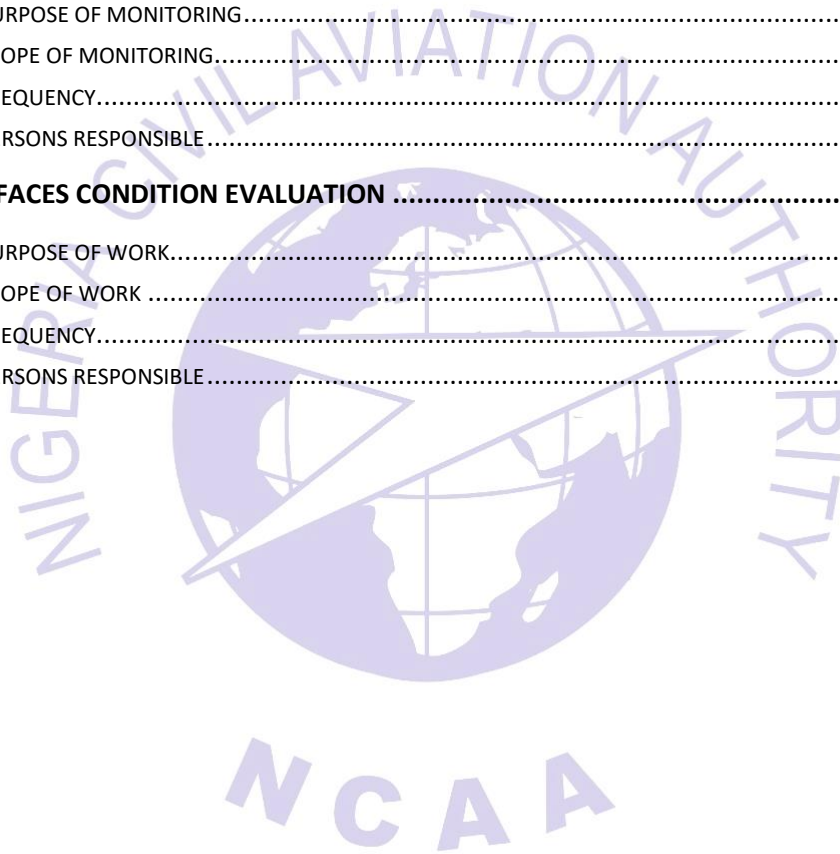 URPOSE OF MONITORING
OPE OF MONITORING
EQUENCY
RSONS RESPONSIBLE
FACES CONDITION EVALUATION
URPOSE OF WORK
OPE OF WORK
EQUENCY
RSONS RESPONSIBLE
NIGERIA CIVIL AVIATION AUTHORITY
NCAA